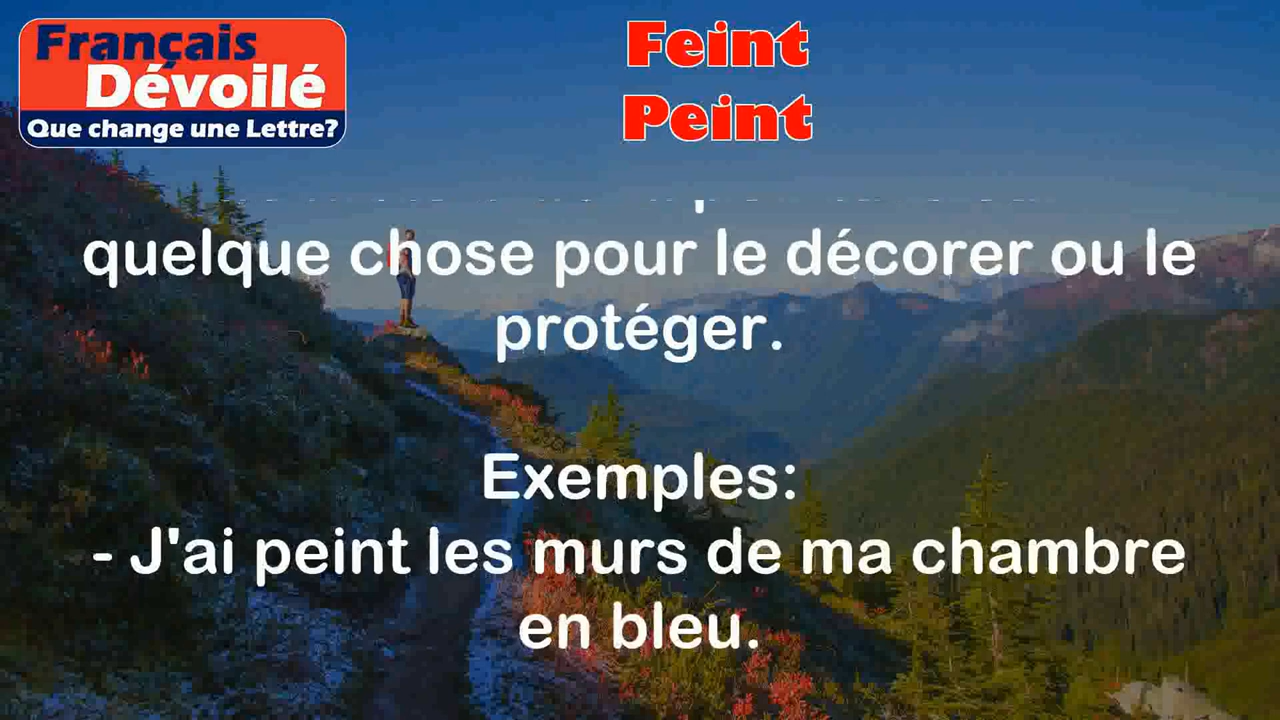 Français
Dévoilé
Que change une Lettre?
Feint
Peint
quelque chose pour le décorer ou le
protéger.
Exemples:
- J'ai peint les murs de ma chambre
en bleu.